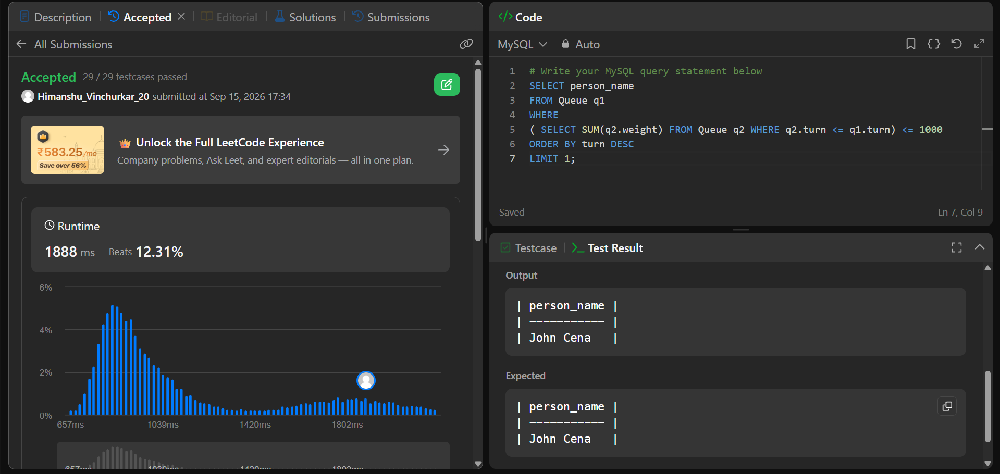 Description
Accepted
Editorial
Solutions
Submissions
All Submissions
Accepted 29 / 29 testcases passed
Himanshu_Vinchurkar_20 submitted at Sep 15, 2026 17:34
₹583.25/mo
Save over 56%
Unlock the Full LeetCode Experience
Company problems, Ask Leet, and expert editorials — all in one plan.
Runtime
1888 ms Beats 12.31%
6%
4%
2%
0%
657ms 1039ms 1420ms 1802ms
657ms 1039ms 1420ms 1802ms
</> Code
MySQL Auto
1 # Write your MySQL query statement below
2 SELECT person_name
3 FROM Queue q1
4 WHERE
5 ( SELECT SUM(q2.weight) FROM Queue q2 WHERE q2.turn <= q1.turn) <= 1000
6 ORDER BY turn DESC
7 LIMIT 1;
Saved Ln 7, Col 9
Testcase
Test Result
Output
| person_name |
| ----------- |
| John Cena |
Expected
| person_name |
| ----------- |
| John Cena |